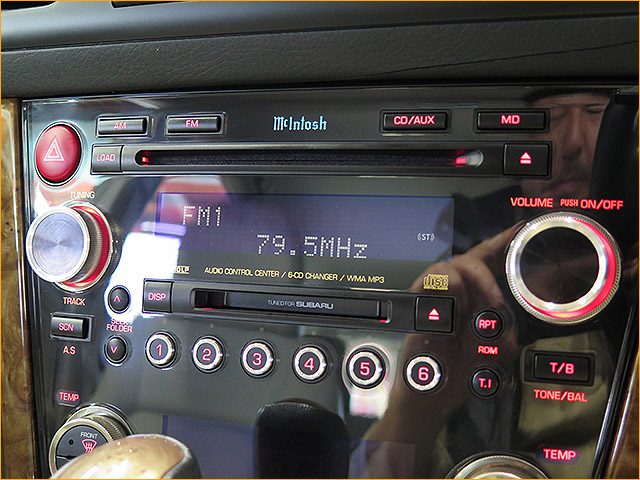 AM
FM
McIntosh
CD/AUX
MD
LOAD
TUNING
VOLUME PUSH ON/OFF
FM1
79.5MHz
(ST)
AUDIO CONTROL CENTER / 6-CD CHANGER / WMA MP3
disc
TRACK
DISP
TUNED FOR SUBARU
SCN
FOLDER
A.S
1
2
3
4
5
6
RPT
RDM
T.I
T/B
TONE/BAL
TEMP
FRONT
TEMP